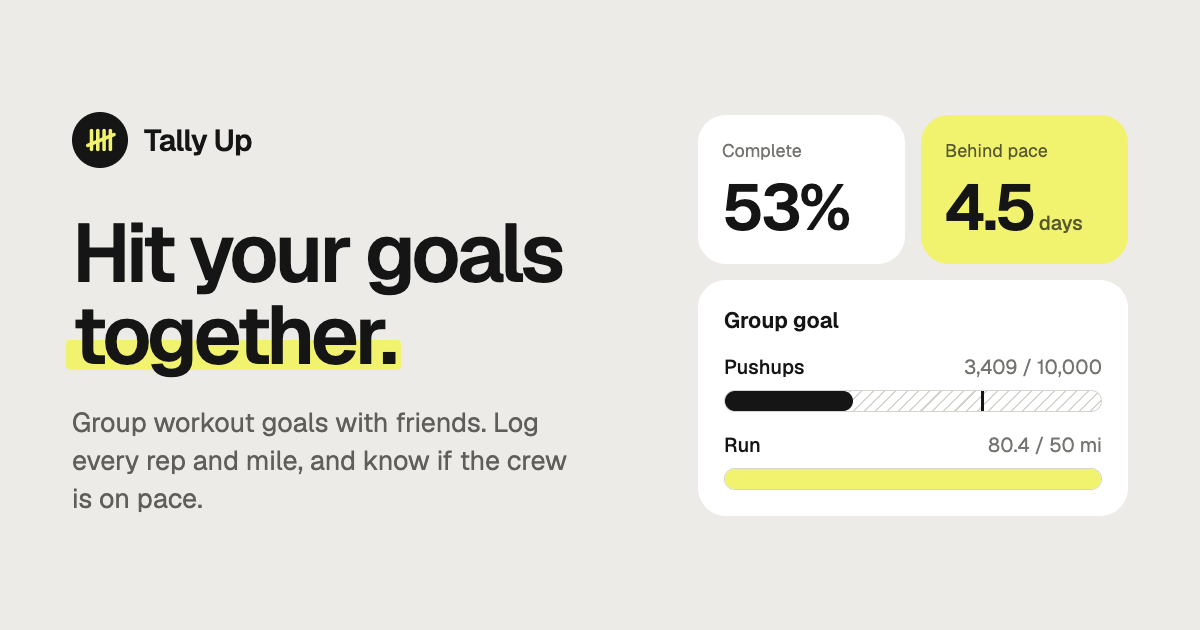 Tally Up
Hit your goals
together.
Group workout goals with friends. Log
every rep and mile, and know if the crew
is on pace.
Complete
53%
Behind pace
4.5 days
Group goal
Pushups 3,409 / 10,000
Run 80.4 / 50 mi